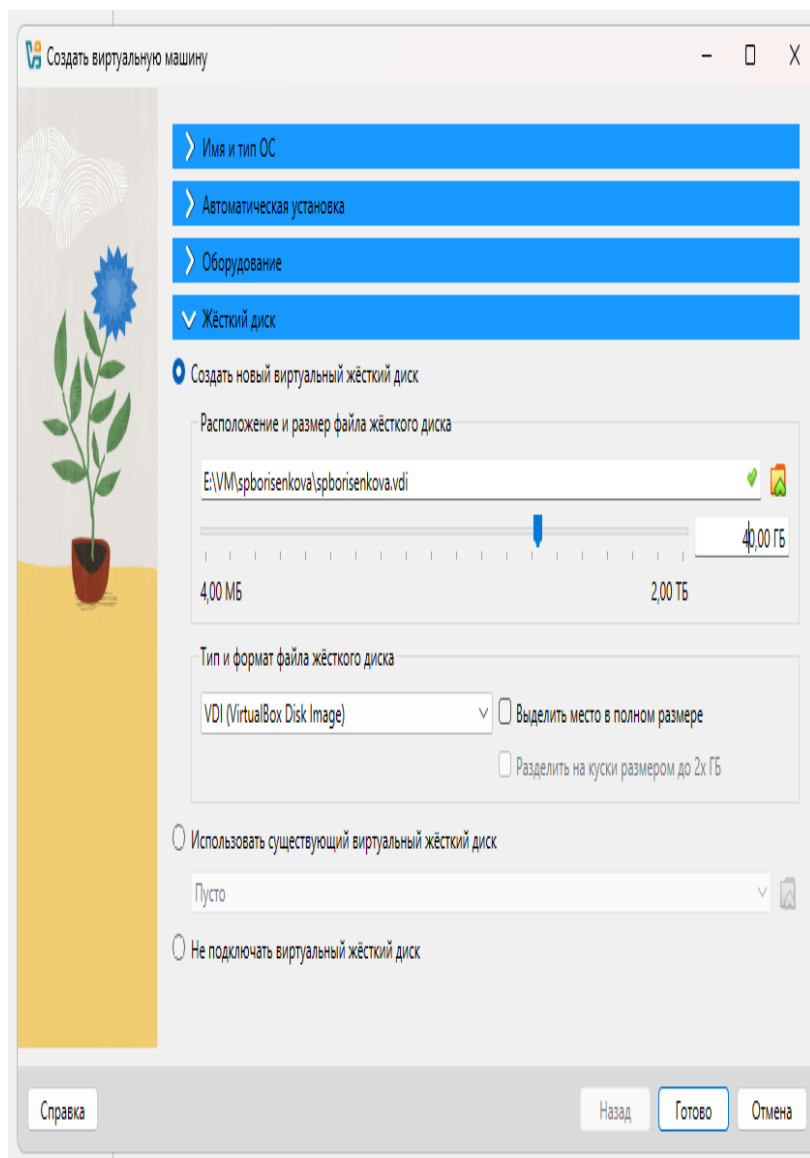 Создать виртуальную машину
Имя и тип ОС
Автоматическая установка
Оборудование
Жёсткий диск
Создать новый виртуальный жёсткий диск
Расположение и размер файла жёсткого диска
E:\VM\spborisenkova\spborisenkova.vdi
40,00 ГБ
4,00 МБ 2,00 ТБ
Тип и формат файла жёсткого диска
VDI (VirtualBox Disk Image) Выделить место в полном размере
Разделить на куски размером до 2х ГБ
Использовать существующий виртуальный жёсткий диск
Пусто
Не подключать виртуальный жёсткий диск
Справка Назад Готово Отмена